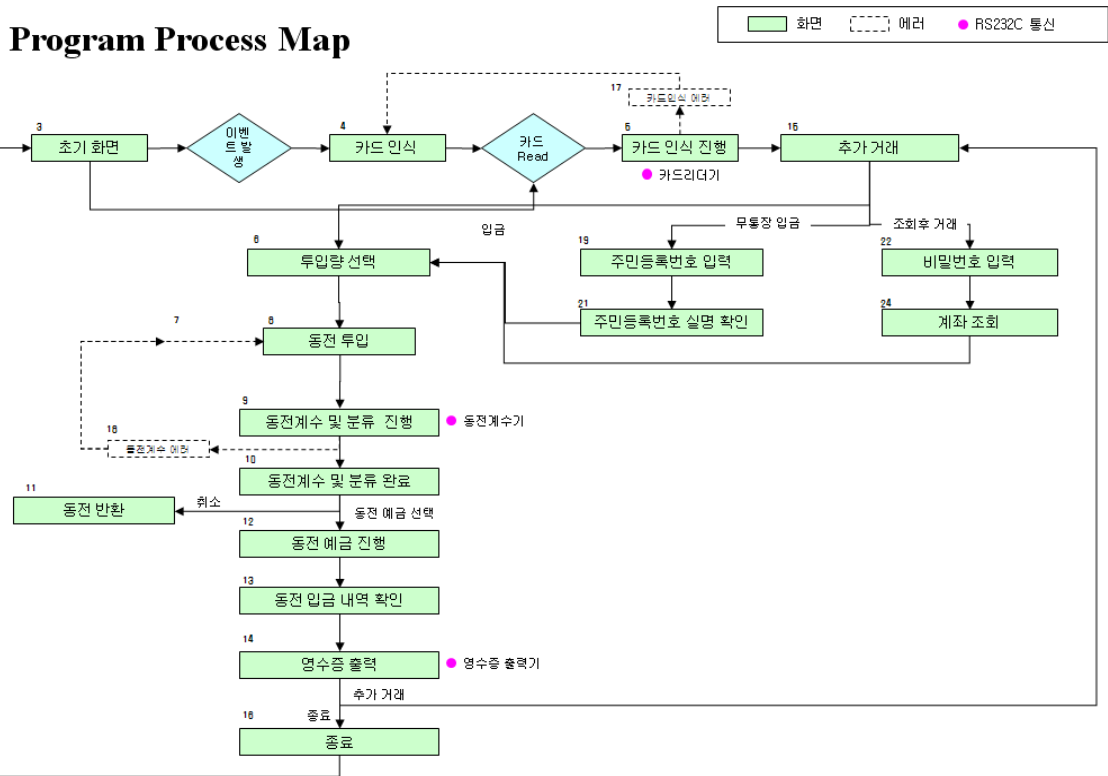 Program Process Map
화면
에러
RS232C 통신
17
카드인식 에러
3
초기 화면
이벤
트 발
생
4
카드 인식
카드
Read
5
카드 인식 진행
15
추가 거래
카드리더기
입금
무통장 입금
조회후 거래
6
투입량 선택
19
주민등록번호 입력
22
비밀번호 입력
21
주민등록번호 실명 확인
24
계좌 조회
7
8
동전 투입
9
동전계수 및 분류 진행
동전계수기
18
동전계수 에러
10
동전계수 및 분류 완료
11
동전 반환
취소
동전 예금 선택
12
동전 예금 진행
13
동전 입금 내역 확인
14
영수증 출력
영수증 출력기
추가 거래
종료
16
종료